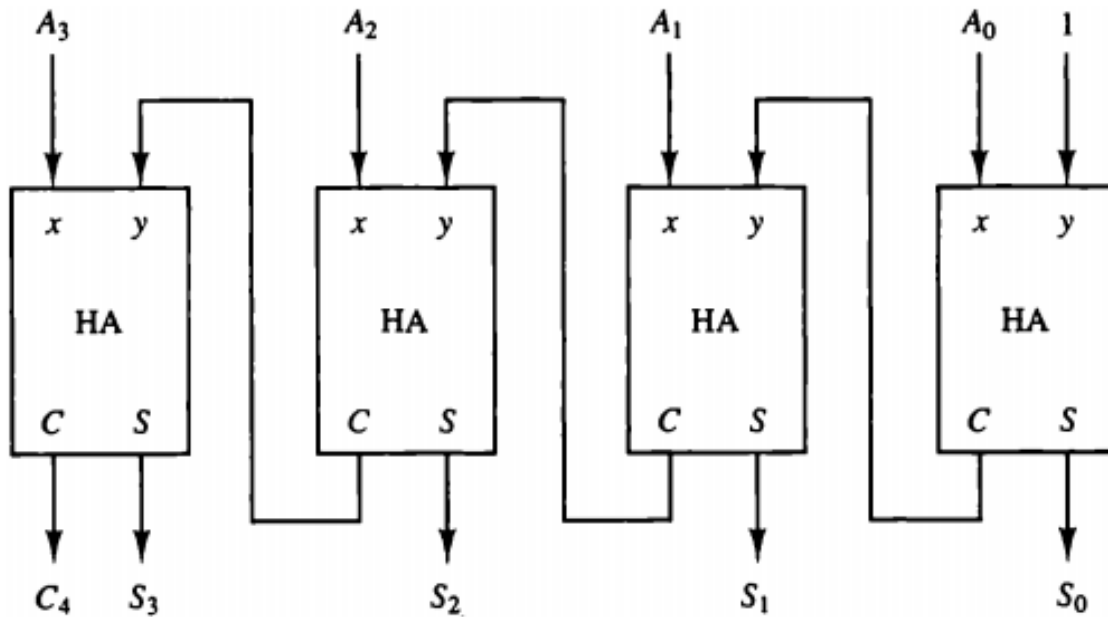 A₃ A₂ A₁ A₀ 1
x y x y x y x y
HA HA HA HA
C S C S C S C S
C₄ S₃ S₂ S₁ S₀